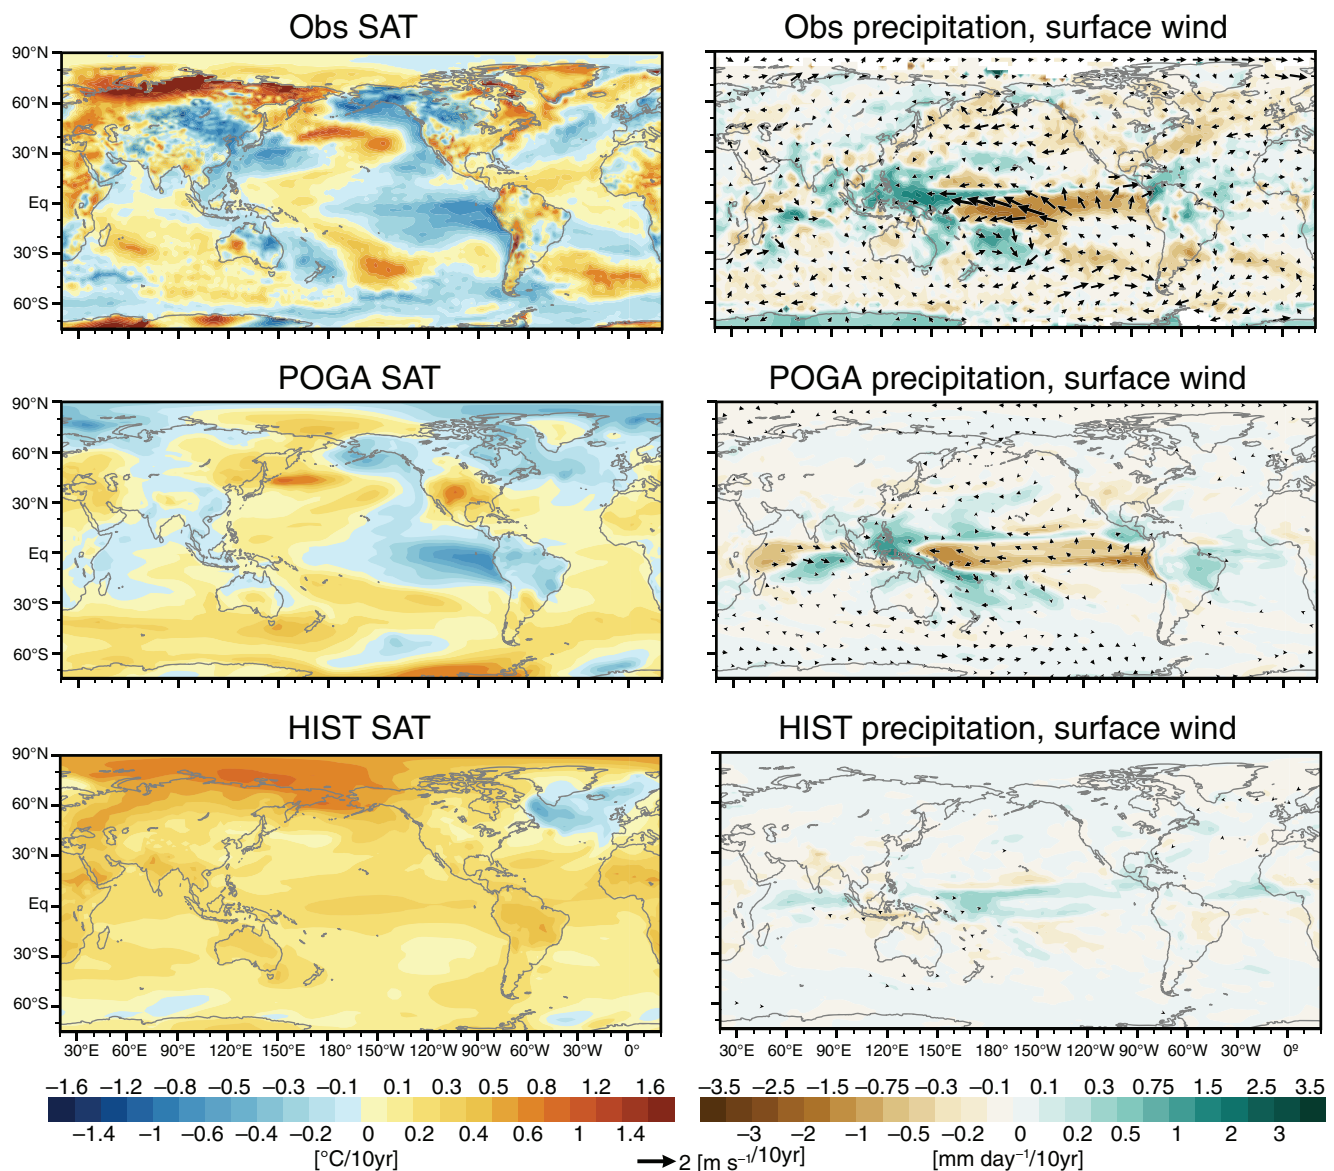 Obs SAT
Obs precipitation, surface wind
90°N
60°N
30°N
Eq
30°S
60°S
POGA SAT
POGA precipitation, surface wind
90°N
60°N
30°N
Eq
30°S
60°S
HIST SAT
HIST precipitation, surface wind
90°N
60°N
30°N
Eq
30°S
60°S
30°E 60°E 90°E 120°E 150°E 180° 150°W 120°W 90°W 60°W 30°W 0°
30°E 60°E 90°E 120°E 150°E 180° 150°W 120°W 90°W 60°W 30°W 0º
−1.6 −1.2 −0.8 −0.5 −0.3 −0.1 0.1 0.3 0.5 0.8 1.2 1.6
−1.4 −1 −0.6 −0.4 −0.2 0 0.2 0.4 0.6 1 1.4
[°C/10yr]
−3.5 −2.5 −1.5 −0.75 −0.3 −0.1 0.1 0.3 0.75 1.5 2.5 3.5
−3 −2 −1 −0.5 −0.2 0 0.2 0.5 1 2 3
2 [m s⁻¹/10yr]
[mm day⁻¹/10yr]